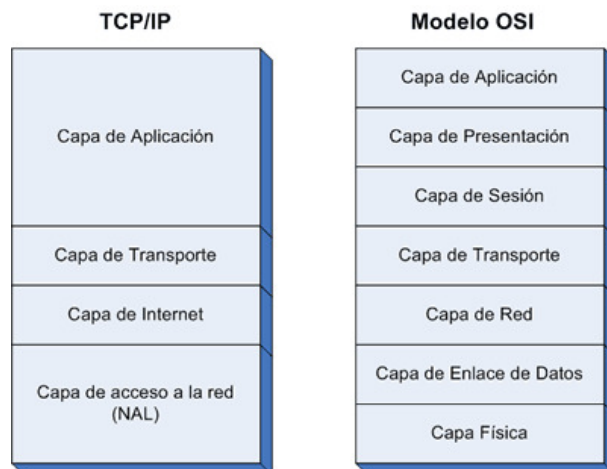 TCP/IP
Capa de Aplicación
Capa de Transporte
Capa de Internet
Capa de acceso a la red
(NAL)
Modelo OSI
Capa de Aplicación
Capa de Presentación
Capa de Sesión
Capa de Transporte
Capa de Red
Capa de Enlace de Datos
Capa Física